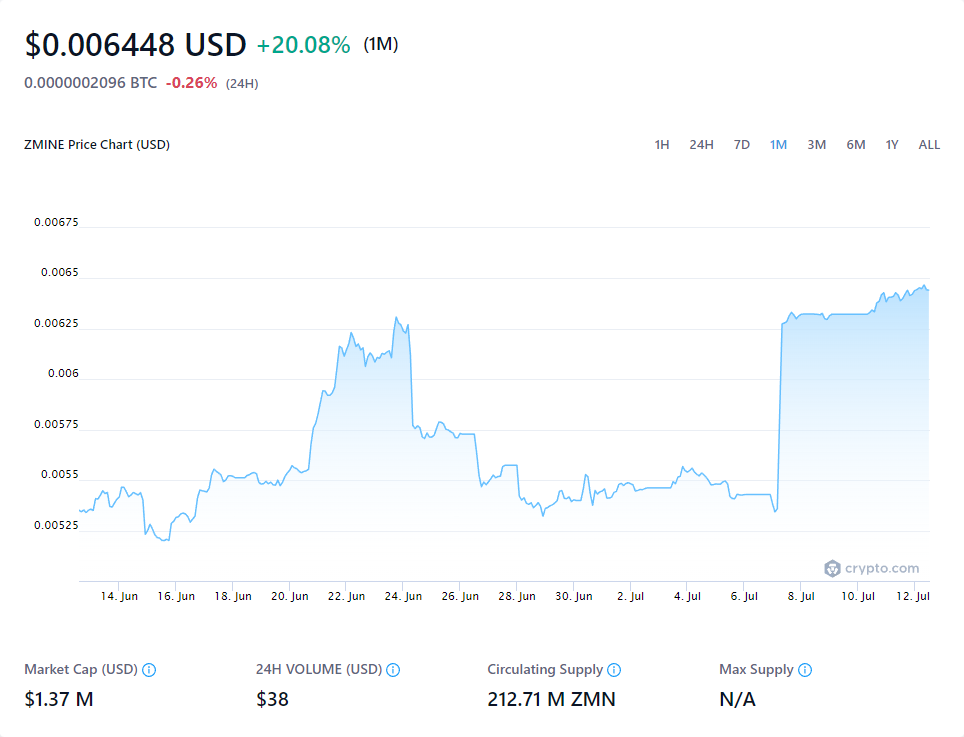 $0.006448 USD +20.08% (1M)
0.0000002096 BTC -0.26% (24H)
ZMINE Price Chart (USD) 1H 24H 7D 1M 3M 6M 1Y ALL
0.00675
0.0065
0.00625
0.006
0.00575
0.0055
0.00525
crypto.com
14. Jun 16. Jun 18. Jun 20. Jun 22. Jun 24. Jun 26. Jun 28. Jun 30. Jun 2. Jul 4. Jul 6. Jul 8. Jul 10. Jul 12. Jul
Market Cap (USD) 24H VOLUME (USD) Circulating Supply Max Supply
$1.37 M $38 212.71 M ZMN N/A